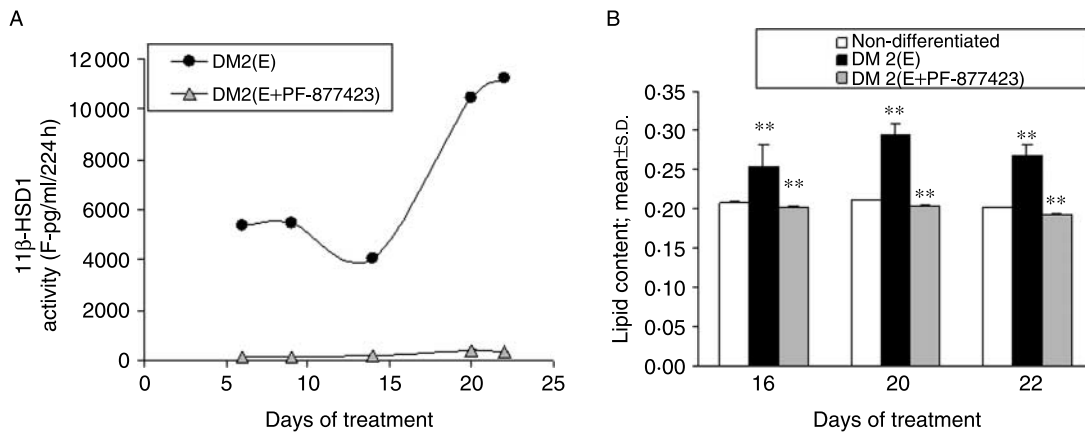 A
DM2(E)
DM2(E+PF-877423)
12 000
10 000
8000
6000
4000
2000
0
11β-HSD1
activity (F-pg/ml/224 h)
0 5 10 15 20 25
Days of treatment
B
Non-differentiated
DM 2(E)
DM 2(E+PF-877423)
0·35
0·30
0·25
0·20
0·15
0·10
0·05
0·00
Lipid content; mean±S.D.
** ** ** ** ** **
16 20 22
Days of treatment